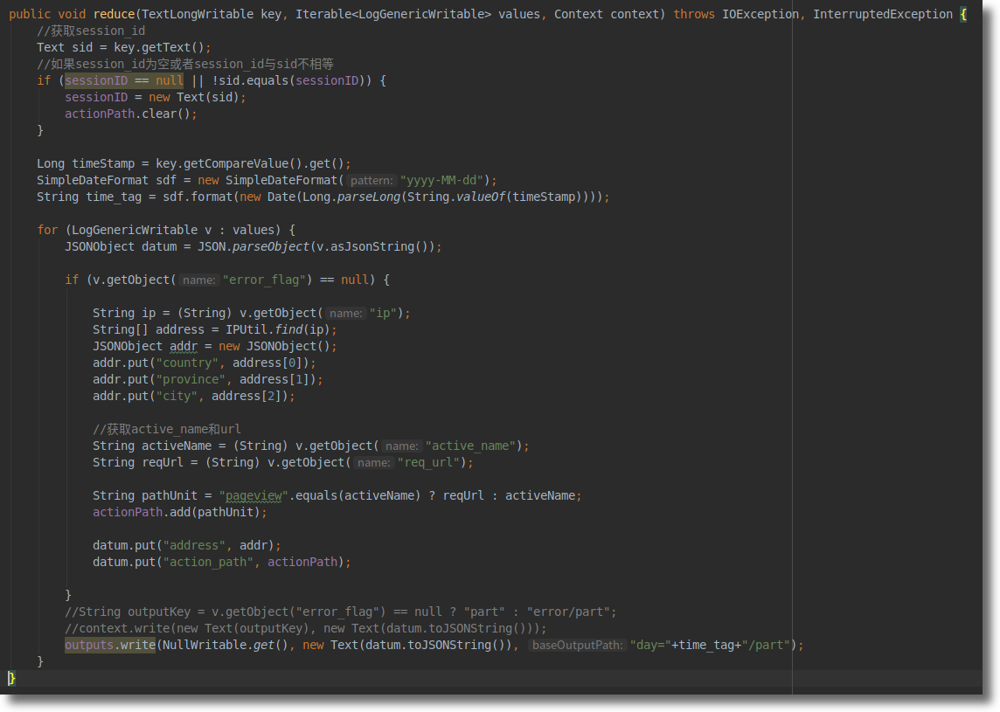 public void reduce(TextLongWritable key, Iterable<LogGenericWritable> values, Context context) throws IOException, InterruptedException {
    //获取session_id
    Text sid = key.getText();
    //如果session_id为空或者session_id与sid不相等
    if (sessionID == null || !sid.equals(sessionID)) {
        sessionID = new Text(sid);
        actionPath.clear();
    }

    Long timeStamp = key.getCompareValue().get();
    SimpleDateFormat sdf = new SimpleDateFormat( pattern: "yyyy-MM-dd");
    String time_tag = sdf.format(new Date(Long.parseLong(String.valueOf(timeStamp))));

    for (LogGenericWritable v : values) {
        JSONObject datum = JSON.parseObject(v.asJsonString());

        if (v.getObject( name: "error_flag") == null) {

            String ip = (String) v.getObject( name: "ip");
            String[] address = IPUtil.find(ip);
            JSONObject addr = new JSONObject();
            addr.put("country", address[0]);
            addr.put("province", address[1]);
            addr.put("city", address[2]);

            //获取active_name和url
            String activeName = (String) v.getObject( name: "active_name");
            String reqUrl = (String) v.getObject( name: "req_url");

            String pathUnit = "pageview".equals(activeName) ? reqUrl : activeName;
            actionPath.add(pathUnit);

            datum.put("address", addr);
            datum.put("action_path", actionPath);

        }
        //String outputKey = v.getObject("error_flag") == null ? "part" : "error/part";
        //context.write(new Text(outputKey), new Text(datum.toJSONString()));
        outputs.write(NullWritable.get(), new Text(datum.toJSONString()), baseOutputPath: "day="+time_tag+"/part");
    }
}